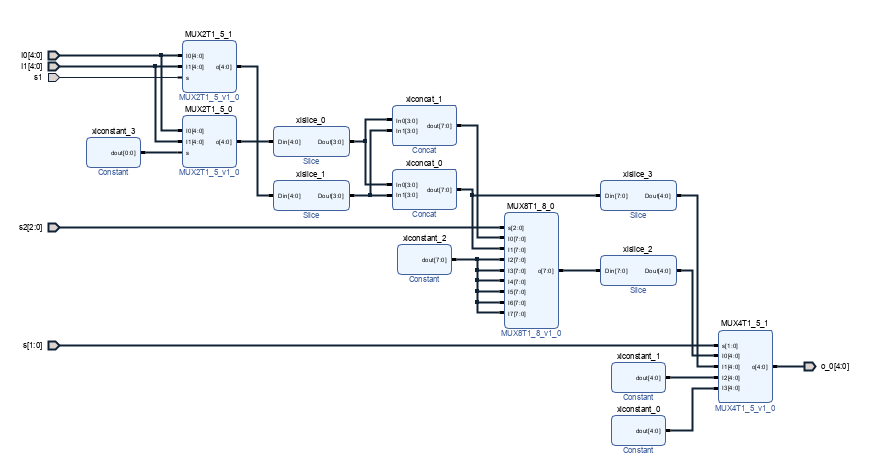 MUX2T1_5_1
I0[4:0]
I1[4:0]
s1
I0[4:0]
I1[4:0]
s
o[4:0]
MUX2T1_5_v1_0
MUX2T1_5_0
I0[4:0]
I1[4:0]
s
o[4:0]
MUX2T1_5_v1_0
xlconstant_3
dout[0:0]
Constant
xlslice_0
Din[4:0]
Dout[3:0]
Slice
xlslice_1
Din[4:0]
Dout[3:0]
Slice
xlconcat_1
In0[3:0]
In1[3:0]
dout[7:0]
Concat
xlconcat_0
In0[3:0]
In1[3:0]
dout[7:0]
Concat
s2[2:0]
xlconstant_2
dout[7:0]
Constant
MUX8T1_8_0
s[2:0]
I0[7:0]
I1[7:0]
I2[7:0]
I3[7:0]
I4[7:0]
I5[7:0]
I6[7:0]
I7[7:0]
o[7:0]
MUX8T1_8_v1_0
xlslice_3
Din[7:0]
Dout[4:0]
Slice
xlslice_2
Din[7:0]
Dout[4:0]
Slice
s[1:0]
MUX4T1_5_1
s[1:0]
I0[4:0]
I1[4:0]
I2[4:0]
I3[4:0]
o[4:0]
MUX4T1_5_v1_0
o_0[4:0]
xlconstant_1
dout[4:0]
Constant
xlconstant_0
dout[4:0]
Constant